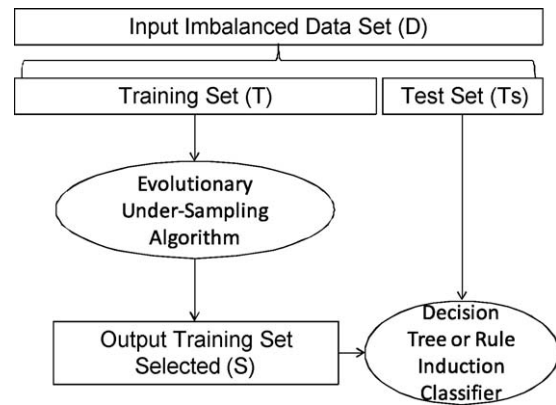 Input Imbalanced Data Set (D)
Training Set (T)
Test Set (Ts)
Evolutionary
Under-Sampling
Algorithm
Output Training Set
Selected (S)
Decision
Tree or Rule
Induction
Classifier